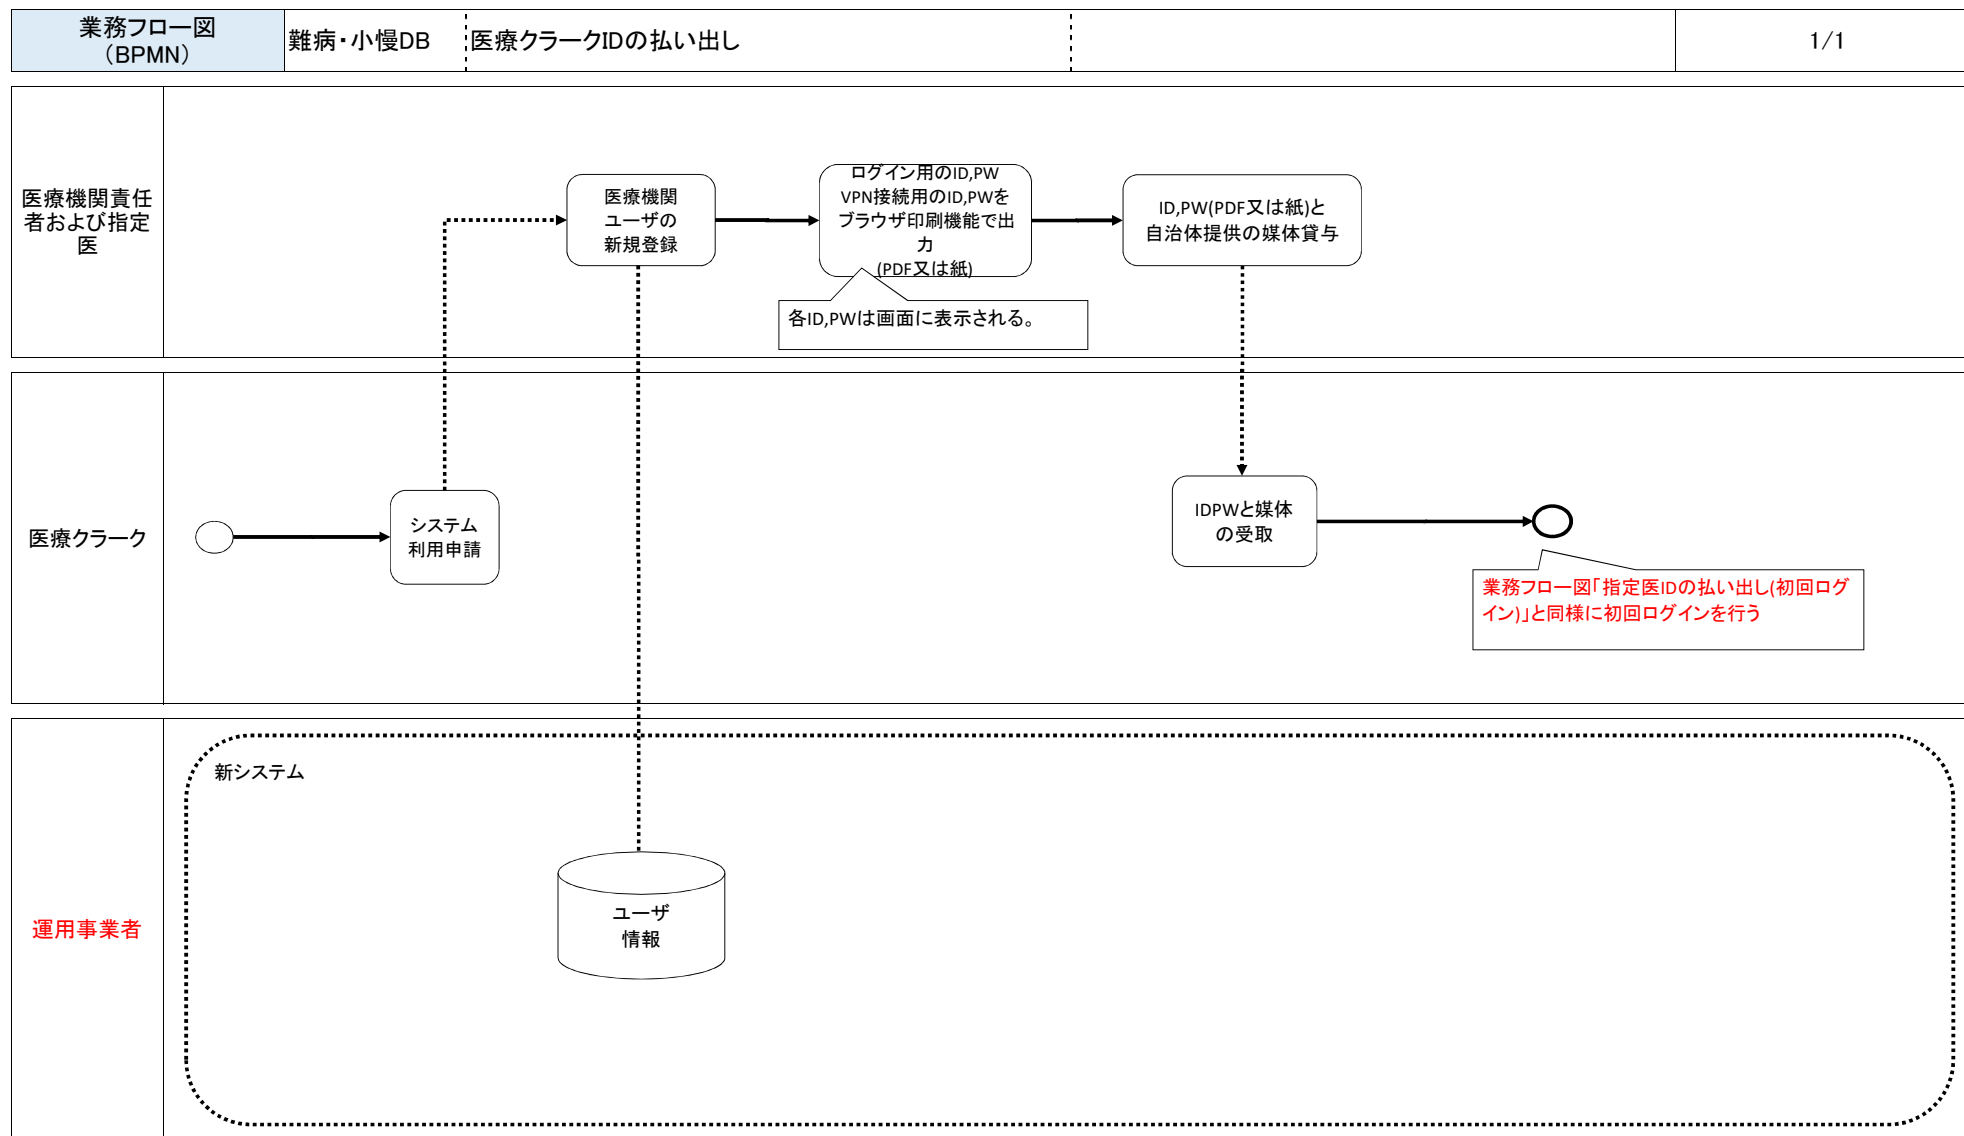 業務フロー図
（BPMN）
難病・小慢DB
医療クラークIDの払い出し
1/1
医療機関責任
者および指定
医
医療機関
ユーザの
新規登録
ログイン用のID,PW
VPN接続用のID,PWを
ブラウザ印刷機能で出
力
(PDF又は紙)
ID,PW(PDF又は紙)と
自治体提供の媒体貸与
各ID,PWは画面に表示される。
医療クラーク
システム
利用申請
IDPWと媒体
の受取
業務フロー図「指定医IDの払い出し(初回ログ
イン)」と同様に初回ログインを行う
運用事業者
新システム
ユーザ
情報